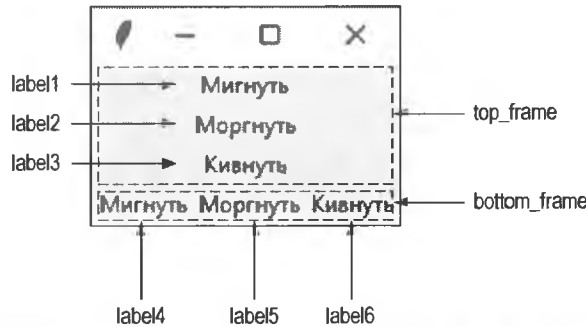 label1 Мигнуть
label2 Моргнуть top_frame
label3 Кивнуть
Мигнуть Моргнуть Кивнуть bottom_frame
label4 label5 label6